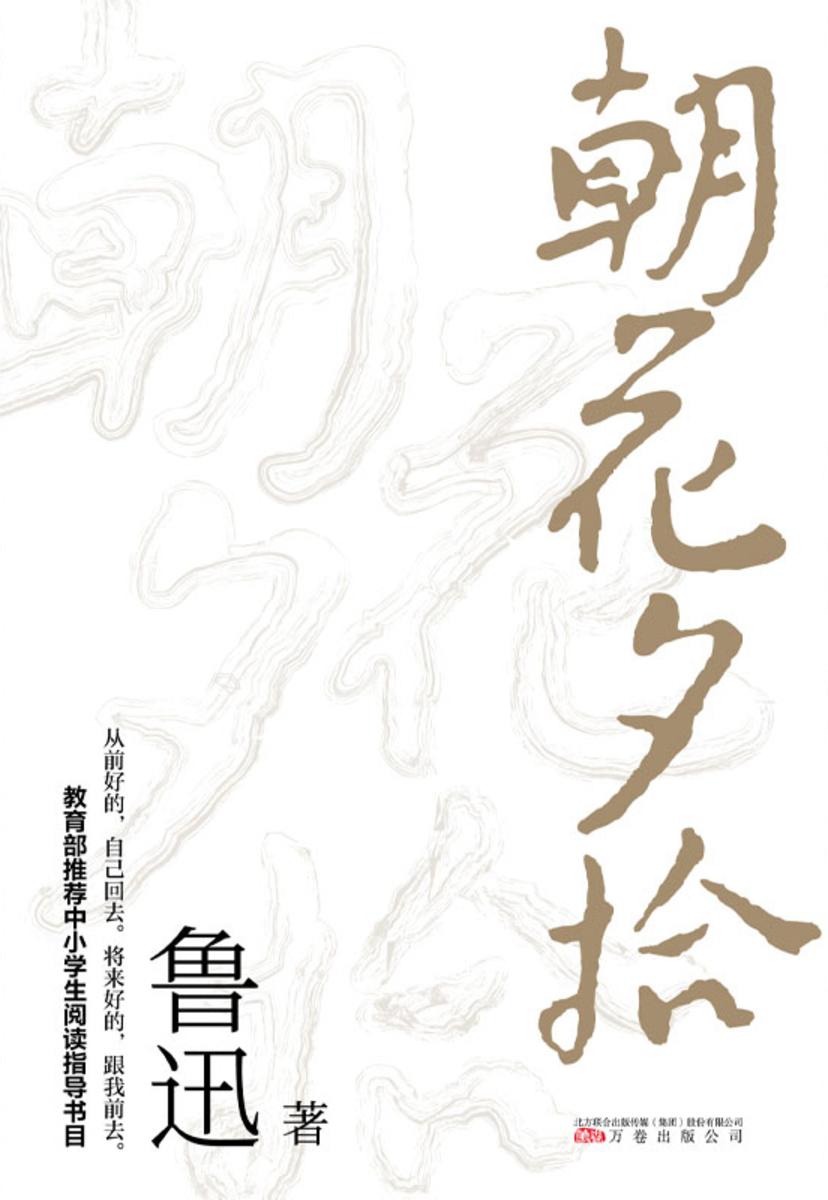 朝花夕拾
鲁迅 著
从前好的，自己回去。将来好的，跟我前去。
教育部推荐中小学生阅读指导书目
北方联合出版传媒（集团）股份有限公司
万卷出版公司